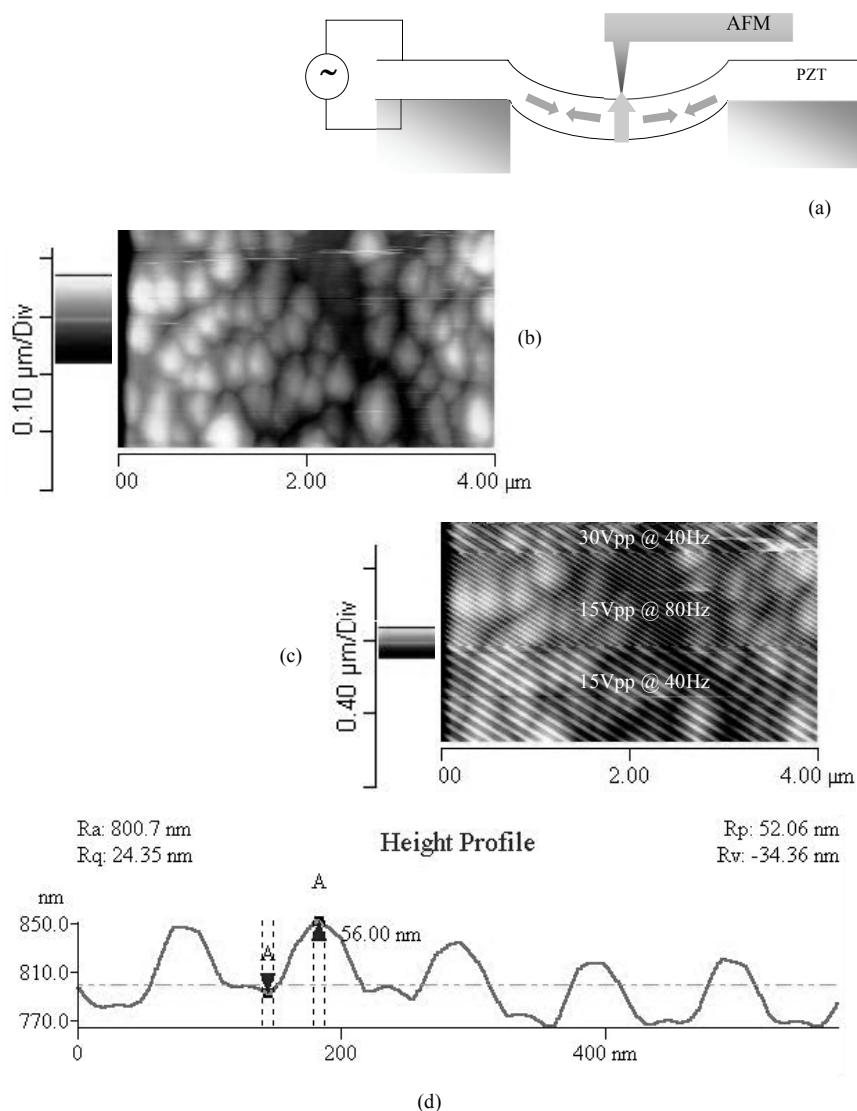 AFM
~
PZT
(a)
0.10 µm/Div
(b)
00 2.00 4.00 µm
30Vpp @ 40Hz
15Vpp @ 80Hz
15Vpp @ 40Hz
(c)
0.40 µm/Div
00 2.00 4.00 µm
Ra: 800.7 nm
Rq: 24.35 nm
Height Profile
Rp: 52.06 nm
Rv: -34.36 nm
nm
A
850.0
56.00 nm
A
810.0
770.0
0 200 400 nm
(d)